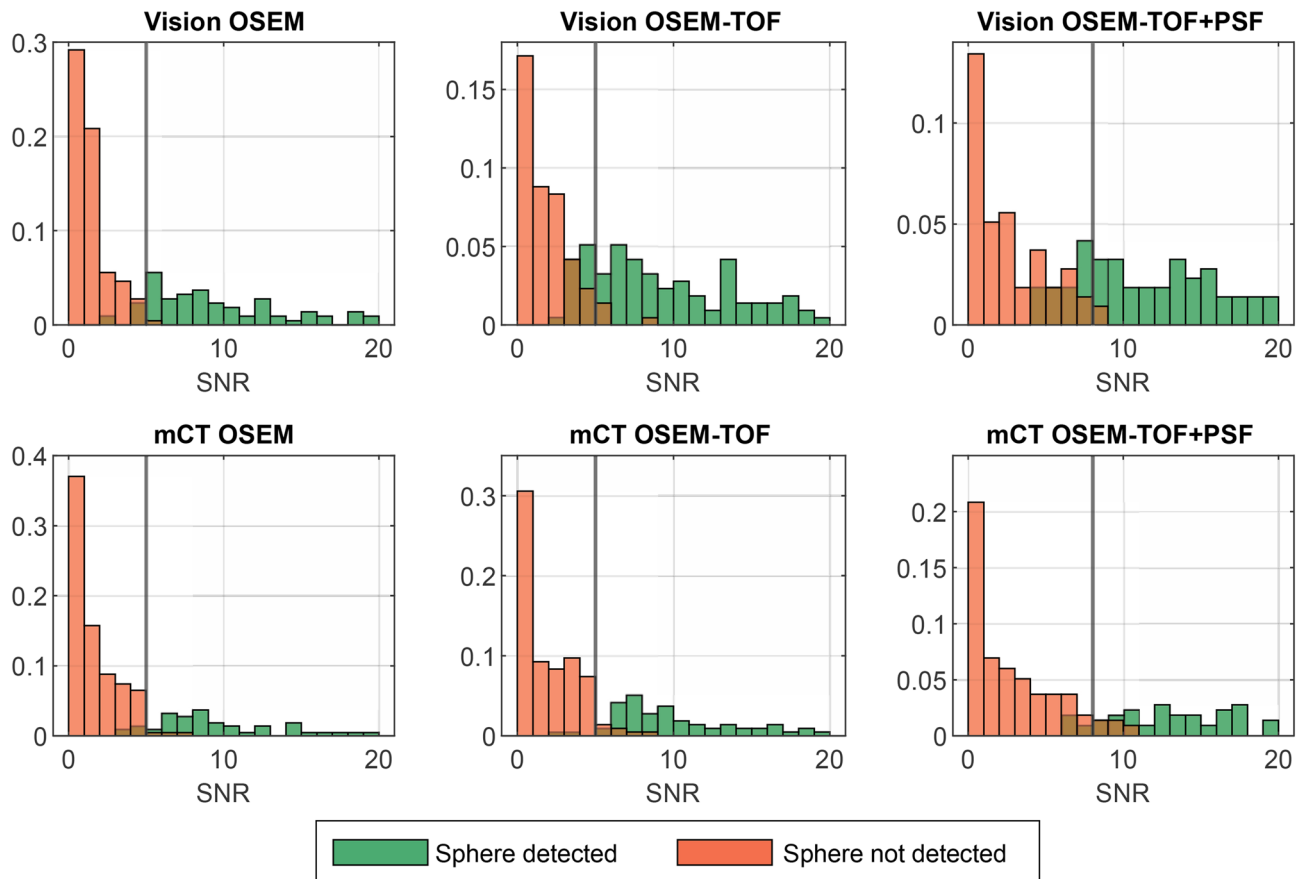 Vision OSEM
Vision OSEM-TOF
Vision OSEM-TOF+PSF
0.3
0.2
0.1
0
0 10 20
SNR
0.15
0.1
0.05
0
0 10 20
SNR
0.1
0.05
0
0 10 20
SNR
mCT OSEM
mCT OSEM-TOF
mCT OSEM-TOF+PSF
0.4
0.3
0.2
0.1
0
0 10 20
SNR
0.3
0.2
0.1
0
0 10 20
SNR
0.2
0.15
0.1
0.05
0
0 10 20
SNR
Sphere detected
Sphere not detected